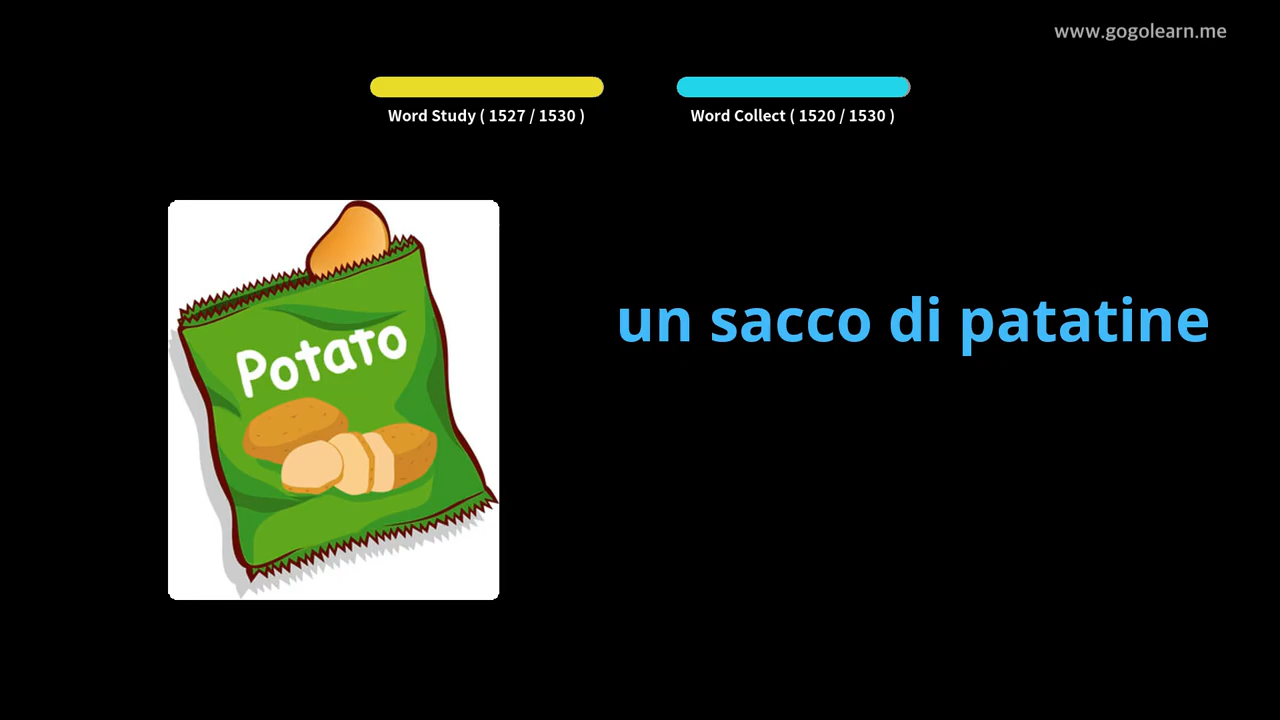 www.gogolearn.me
Word Study ( 1527 / 1530 )
Word Collect ( 1520 / 1530 )
Potato
un sacco di patatine